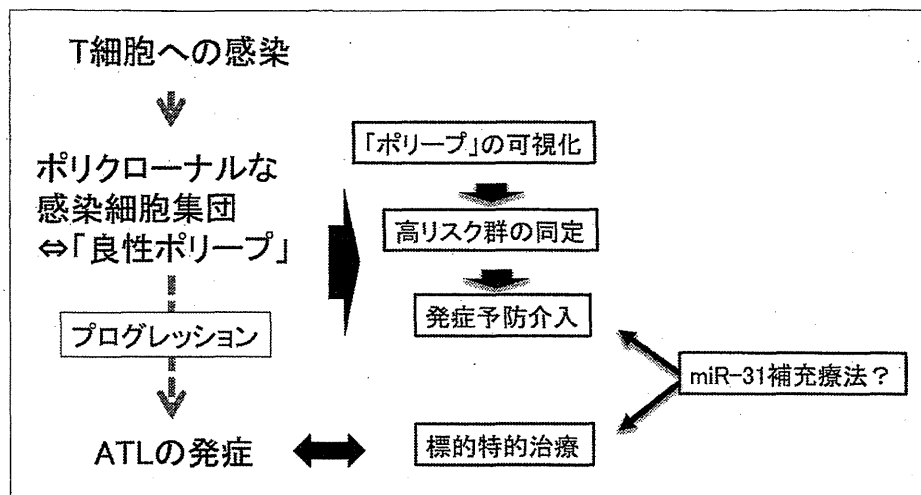 T細胞への感染
ポリクローナルな
感染細胞集団
⇔「良性ポリープ」
プログレッション
ATLの発症
「ポリープ」の可視化
高リスク群の同定
発症予防介入
miR-31補充療法？
標的特的治療